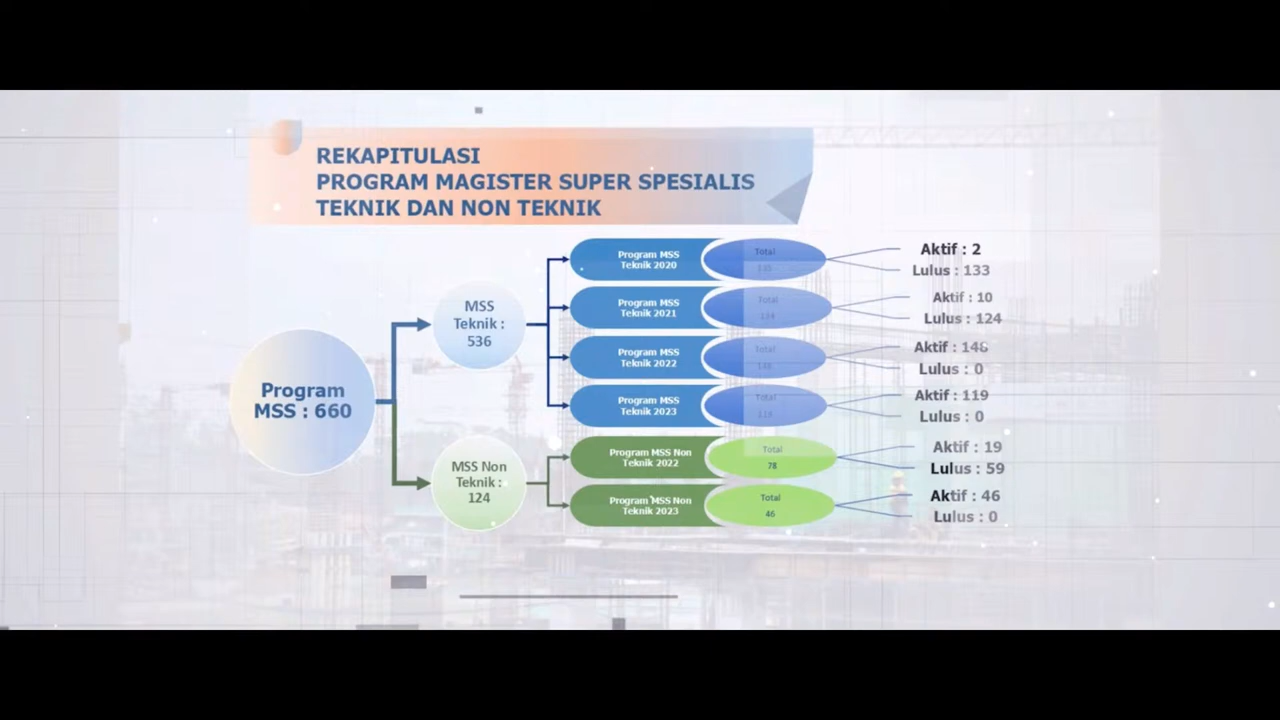 REKAPITULASI
PROGRAM MAGISTER SUPER SPESIALIS
TEKNIK DAN NON TEKNIK
Program
MSS : 660
MSS
Teknik :
536
MSS Non
Teknik :
124
Program MSS
Teknik 2020
Total
135
Aktif : 2
Lulus : 133
Program MSS
Teknik 2021
Total
134
Aktif : 10
Lulus : 124
Program MSS
Teknik 2022
Total
148
Aktif : 148
Lulus : 0
Program MSS
Teknik 2023
Total
119
Aktif : 119
Lulus : 0
Program MSS Non
Teknik 2022
Total
78
Aktif : 19
Lulus : 59
Program MSS Non
Teknik 2023
Total
46
Aktif : 46
Lulus : 0